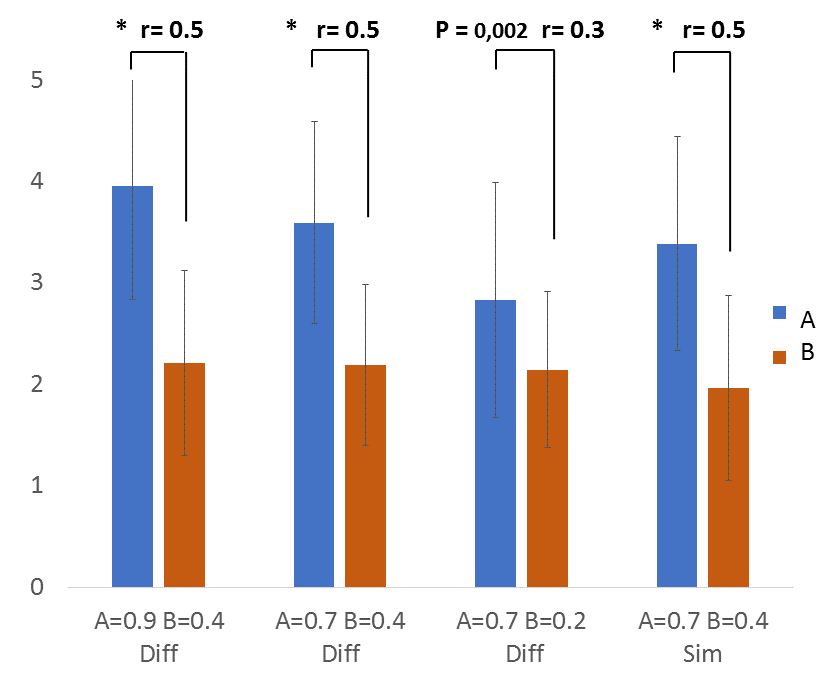 * r= 0.5
* r= 0.5
P = 0,002 r= 0.3
* r= 0.5
5
4
3
2
1
0
A
B
A=0.9 B=0.4
Diff
A=0.7 B=0.4
Diff
A=0.7 B=0.2
Diff
A=0.7 B=0.4
Sim